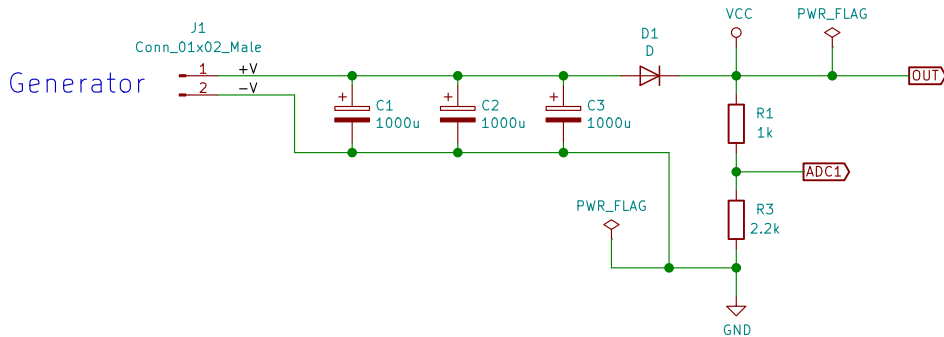 VCC
PWR_FLAG
J1
Conn_01x02_Male
D1
D
Generator
1
+V
2
-V
OUT
+
C1
1000u
+
C2
1000u
+
C3
1000u
R1
1k
ADC1
PWR_FLAG
R3
2.2k
GND